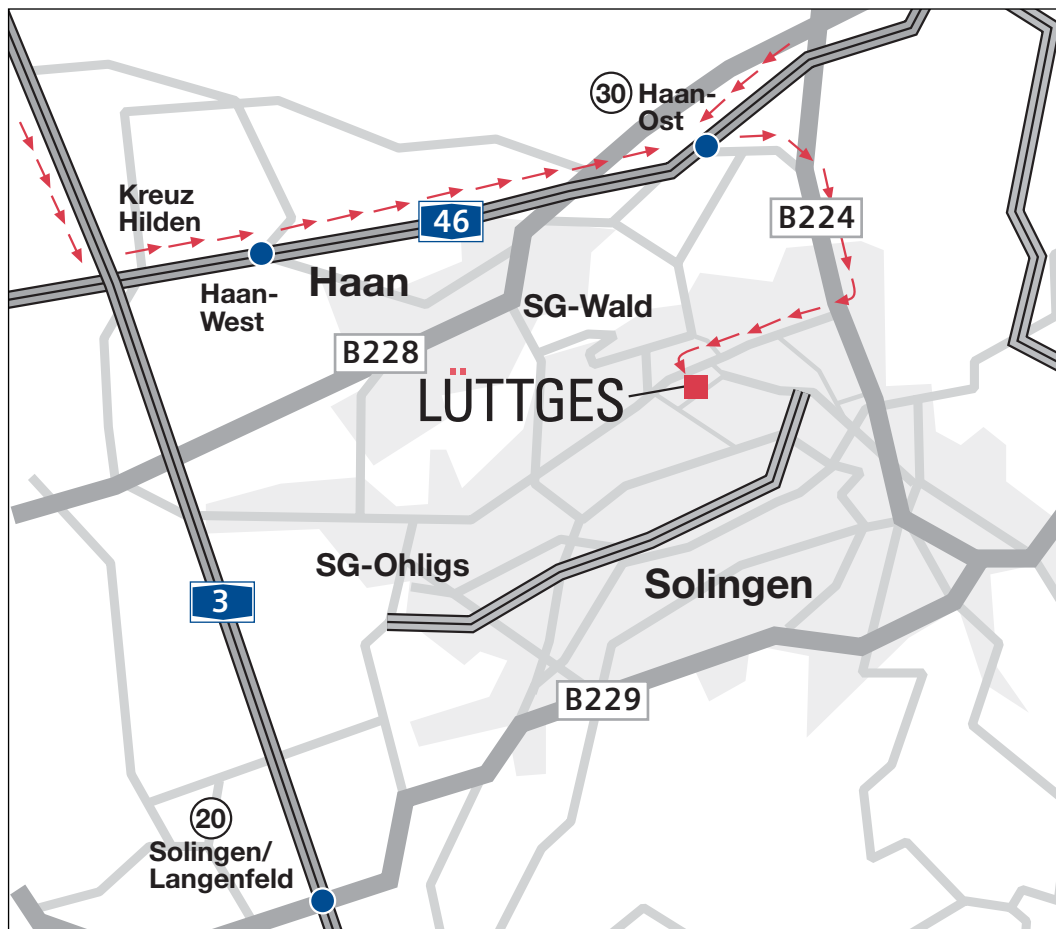 30 Haan-
Ost
Kreuz
Hilden
46
B224
Haan
Haan-
West
SG-Wald
B228
LÜTTGES
SG-Ohligs
Solingen
3
B229
20
Solingen/
Langenfeld